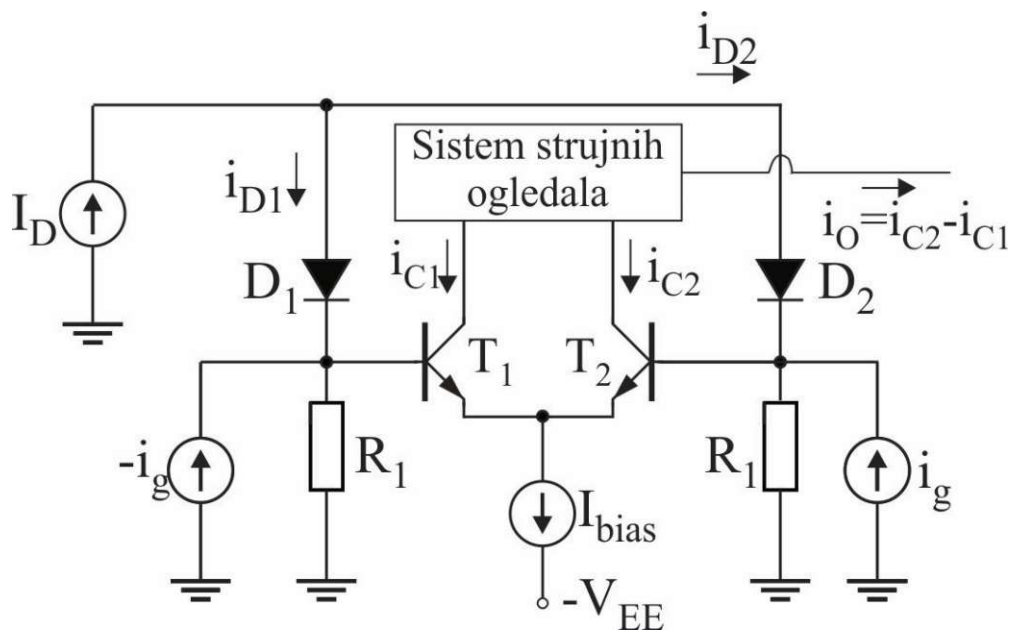 i_D2
Sistem strujnih
ogledala
i_D1
I_D
i_O=i_C2-i_C1
i_C1
i_C2
D_1
D_2
T_1
T_2
-i_g
R_1
R_1
i_g
I_bias
-V_EE